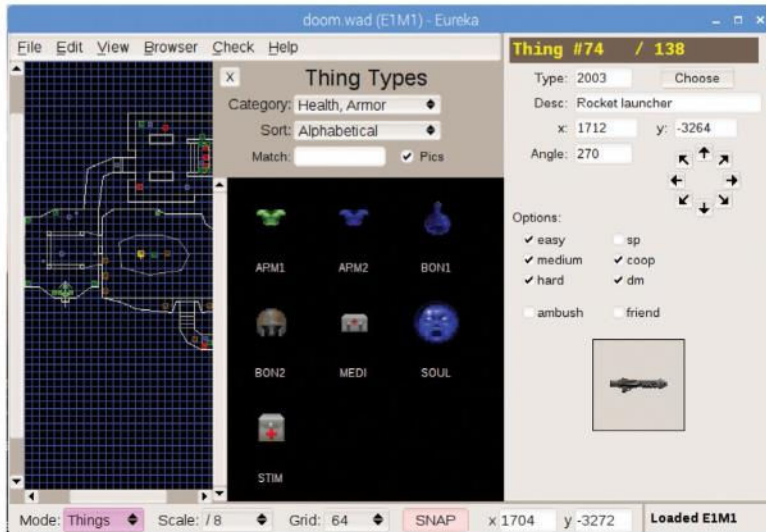 doom.wad (E1M1) - Eureka
File Edit View Browser Check Help
X Thing Types
Category: Health, Armor
Sort: Alphabetical
Match: Pics
ARM1 ARM2 BON1
BON2 MEDI SOUL
STIM
Thing #74 / 138
Type: 2003 Choose
Desc: Rocket launcher
x: 1712 y: -3264
Angle: 270
Options:
easy sp
medium coop
hard dm
ambush friend
Mode: Things Scale: /8 Grid: 64 SNAP x 1704 y -3272 Loaded E1M1